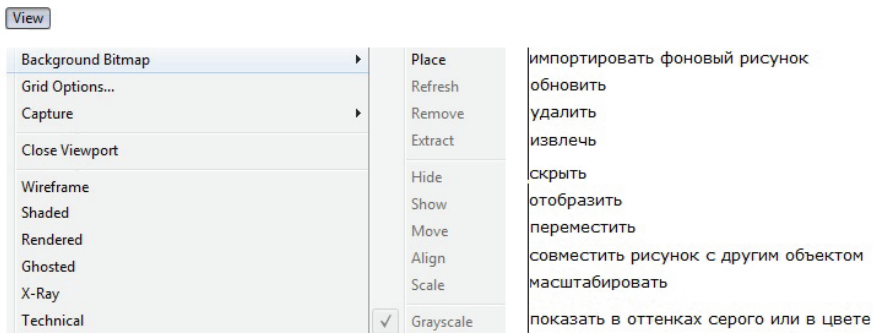 View
Background Bitmap Place импортировать фоновый рисунок
Grid Options... Refresh обновить
Capture Remove удалить
Extract извлечь
Close Viewport
Hide скрыть
Wireframe
Show отобразить
Shaded
Move переместить
Rendered
Align совместить рисунок с другим объектом
Ghosted
Scale масштабировать
X-Ray
Technical ✓ Grayscale показать в оттенках серого или в цвете